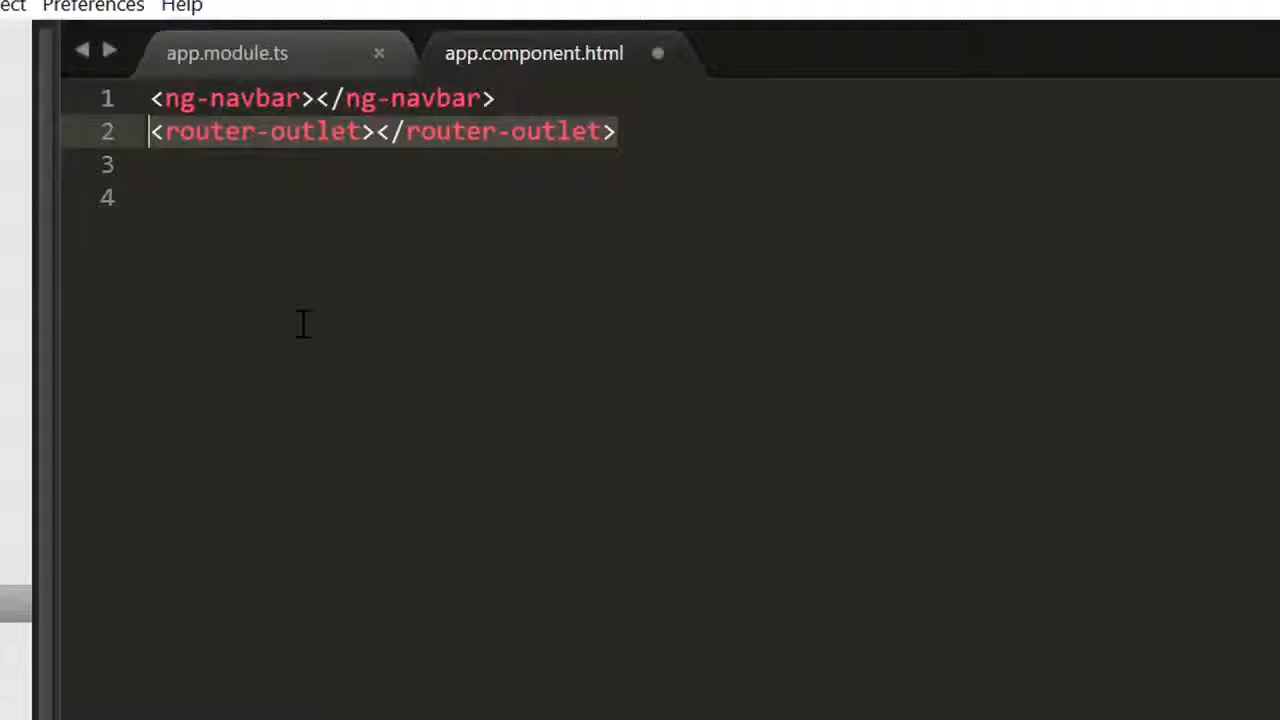 ect Preferences Help
app.module.ts × app.component.html
1 <ng-navbar></ng-navbar>
2 <router-outlet></router-outlet>
3
4